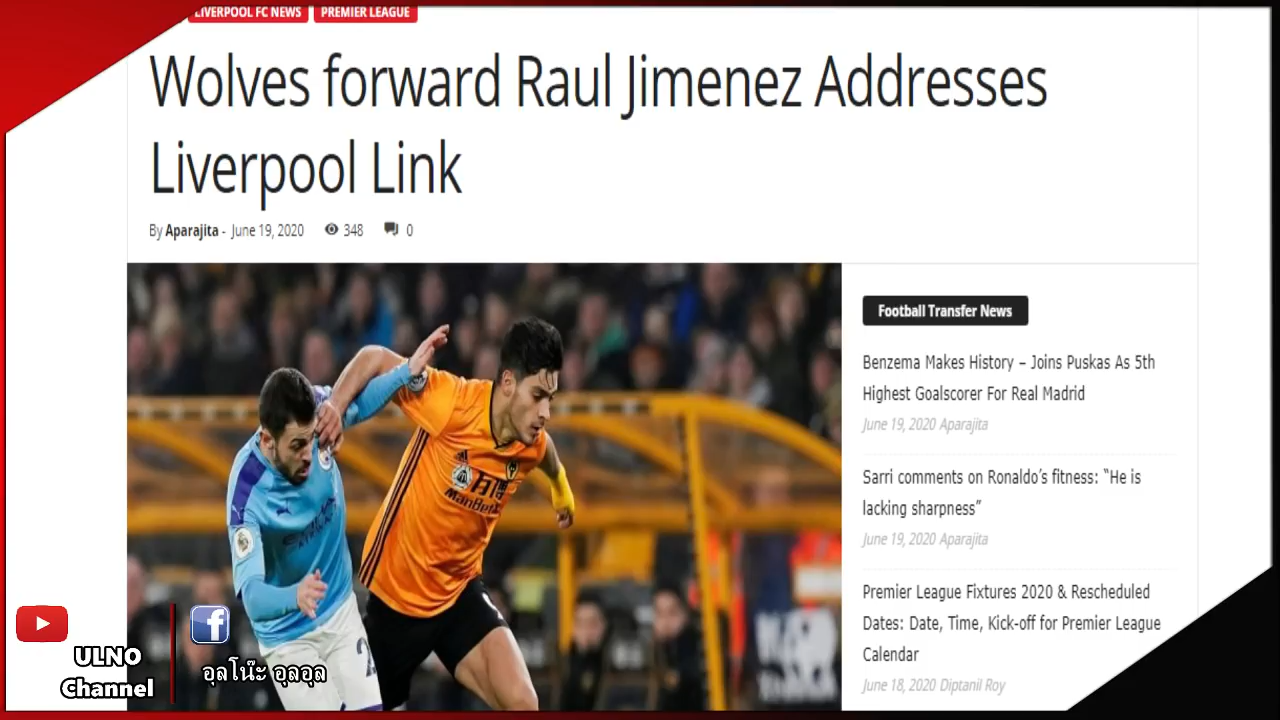 LIVERPOOL FC NEWS PREMIER LEAGUE
Wolves forward Raul Jimenez Addresses
Liverpool Link
By Aparajita - June 19, 2020 348 0
Football Transfer News
Benzema Makes History – Joins Puskas As 5th
Highest Goalscorer For Real Madrid
June 19, 2020 Aparajita
Sarri comments on Ronaldo’s fitness: “He is
lacking sharpness”
June 19, 2020 Aparajita
Premier League Fixtures 2020 & Rescheduled
Dates: Date, Time, Kick-off for Premier League
Calendar
June 18, 2020 Diptanil Roy
万博
ManBet
ULNO
Channel
f
อุลโน๊ะ อุลอุล